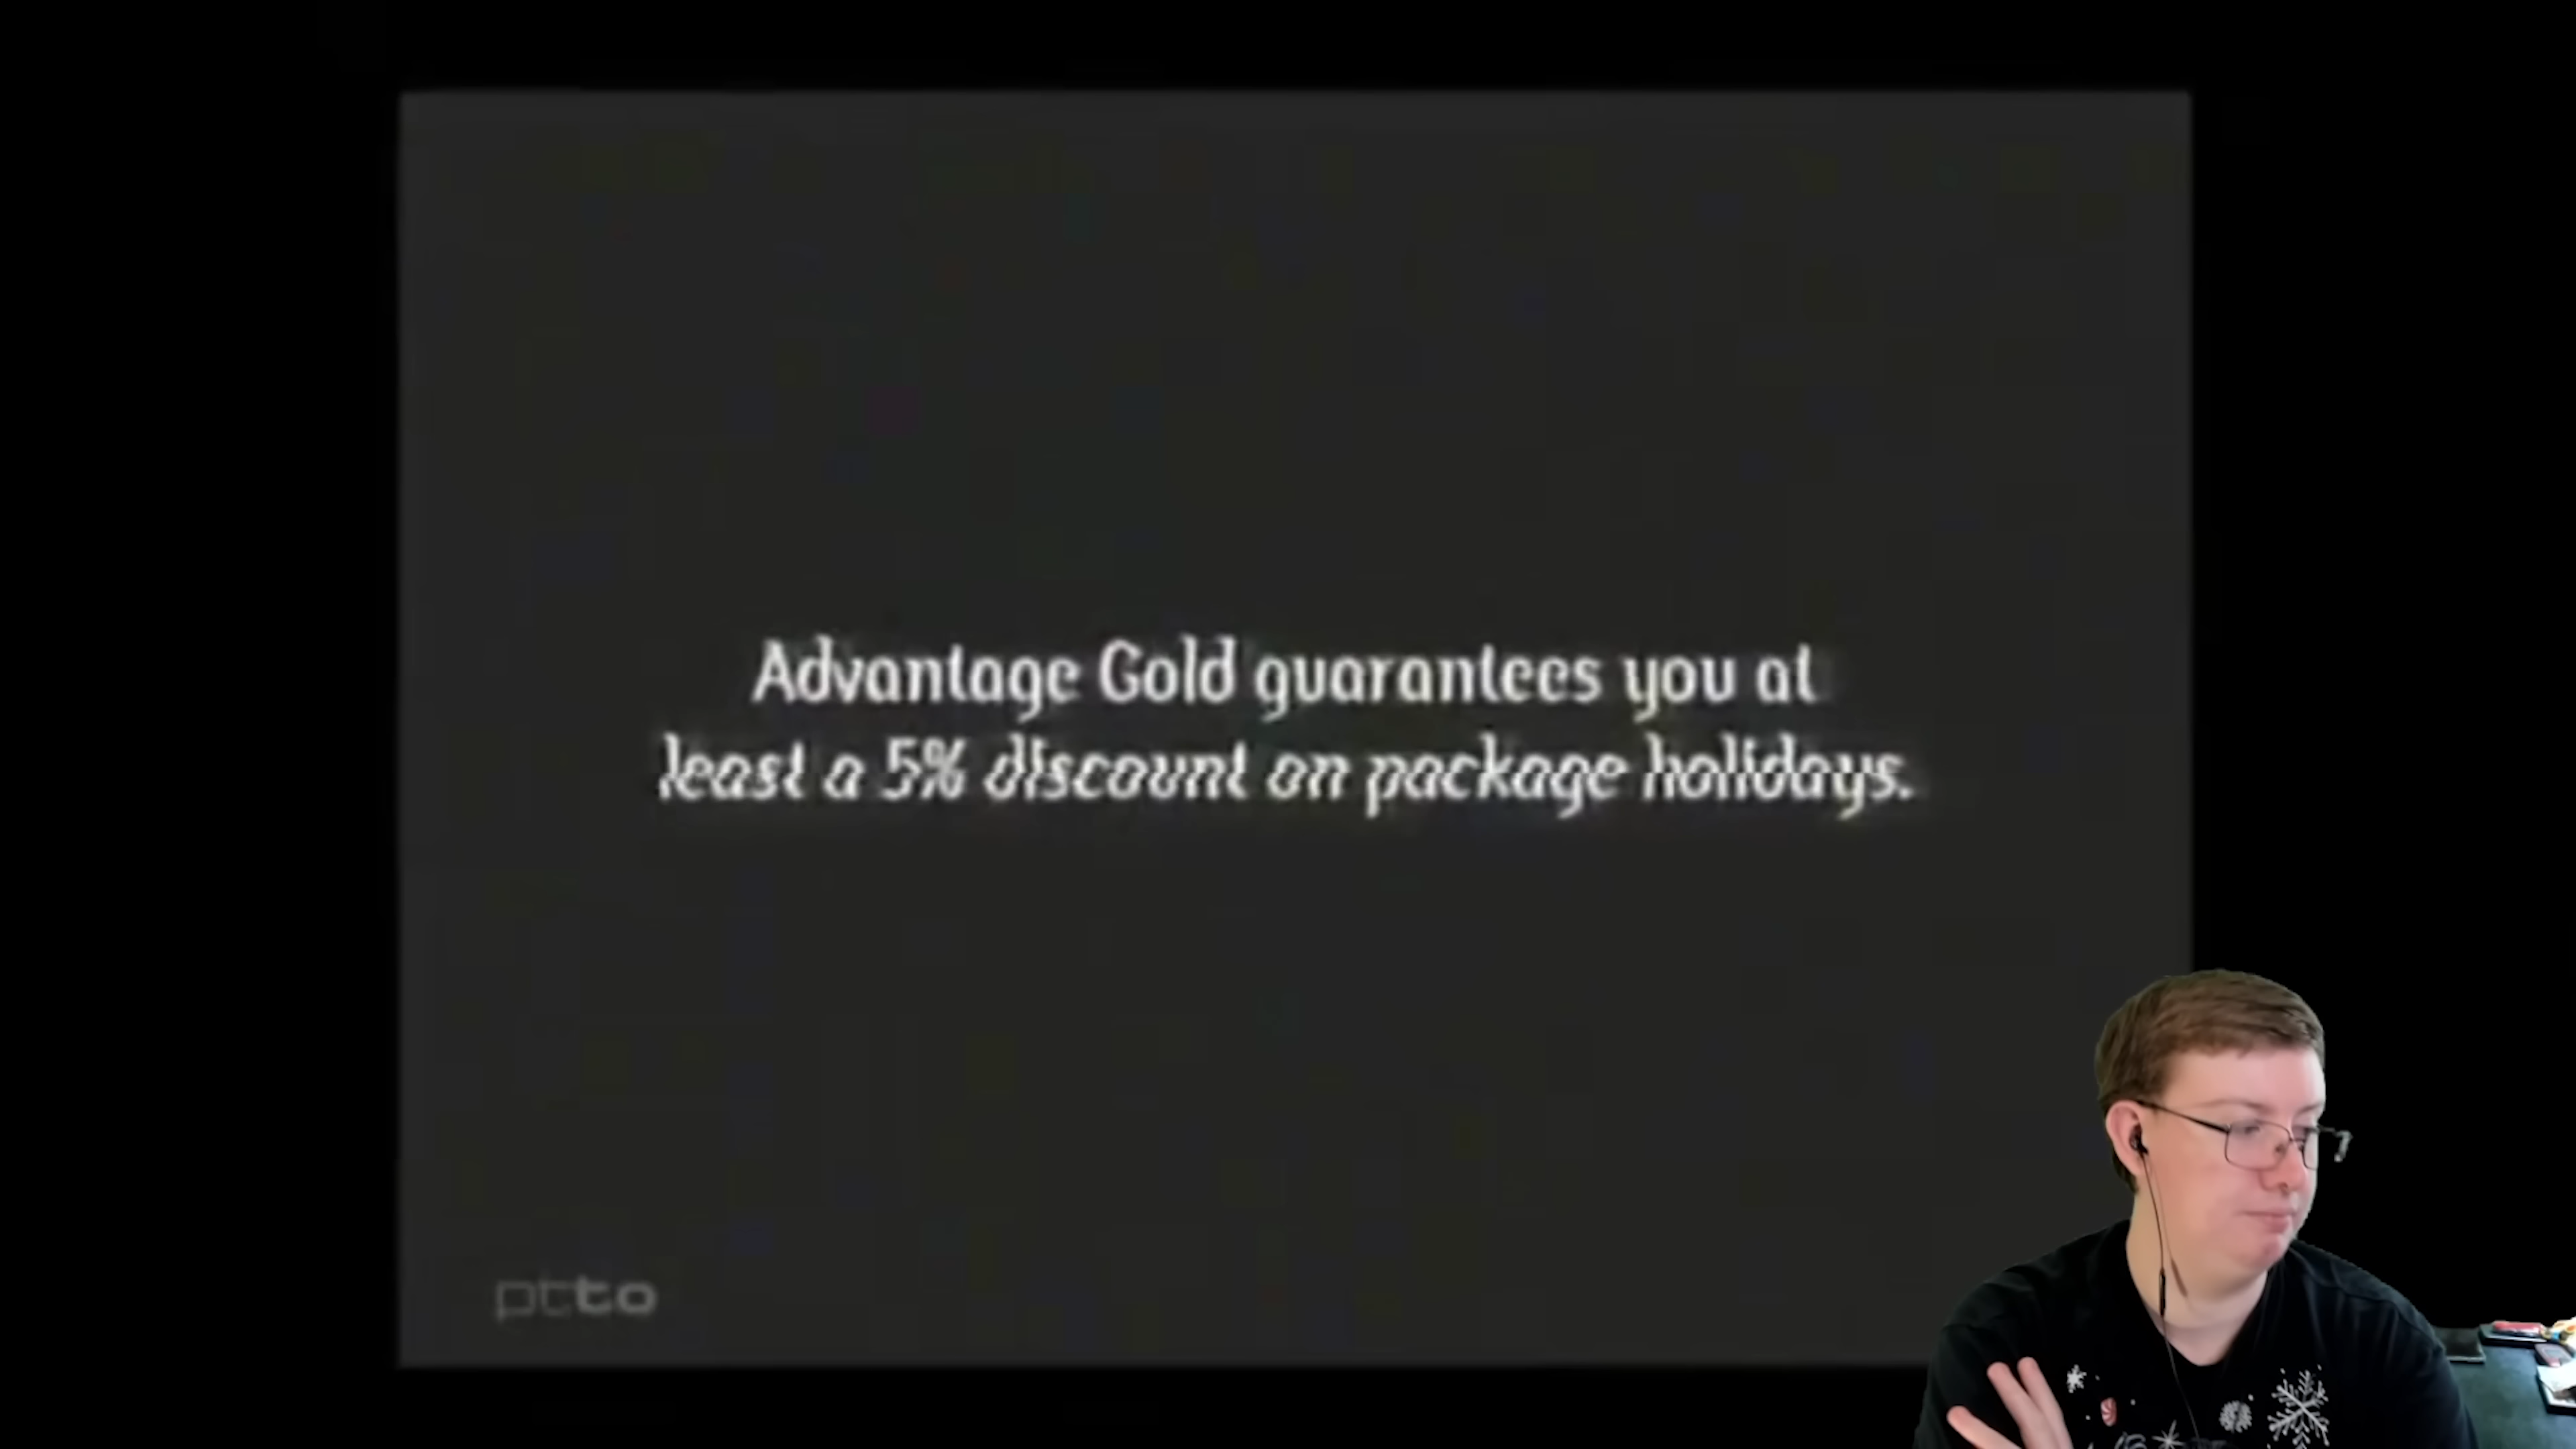 Advantage Gold guarantees you at
least a 5% discount on package holidays.
ptto